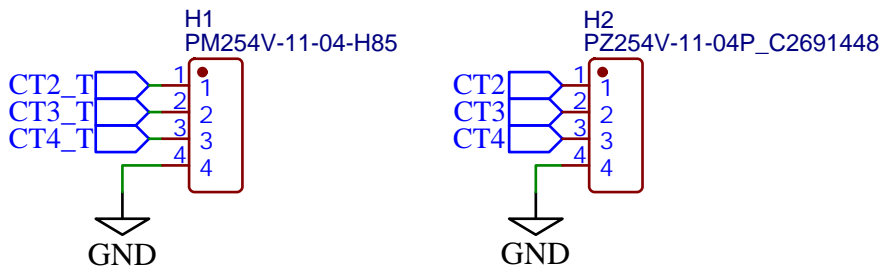 H1
PM254V-11-04-H85
CT2_T 1 1
CT3_T 2 2
CT4_T 3 3
4 4
GND
H2
PZ254V-11-04P_C2691448
CT2 1 1
CT3 2 2
CT4 3 3
4 4
GND